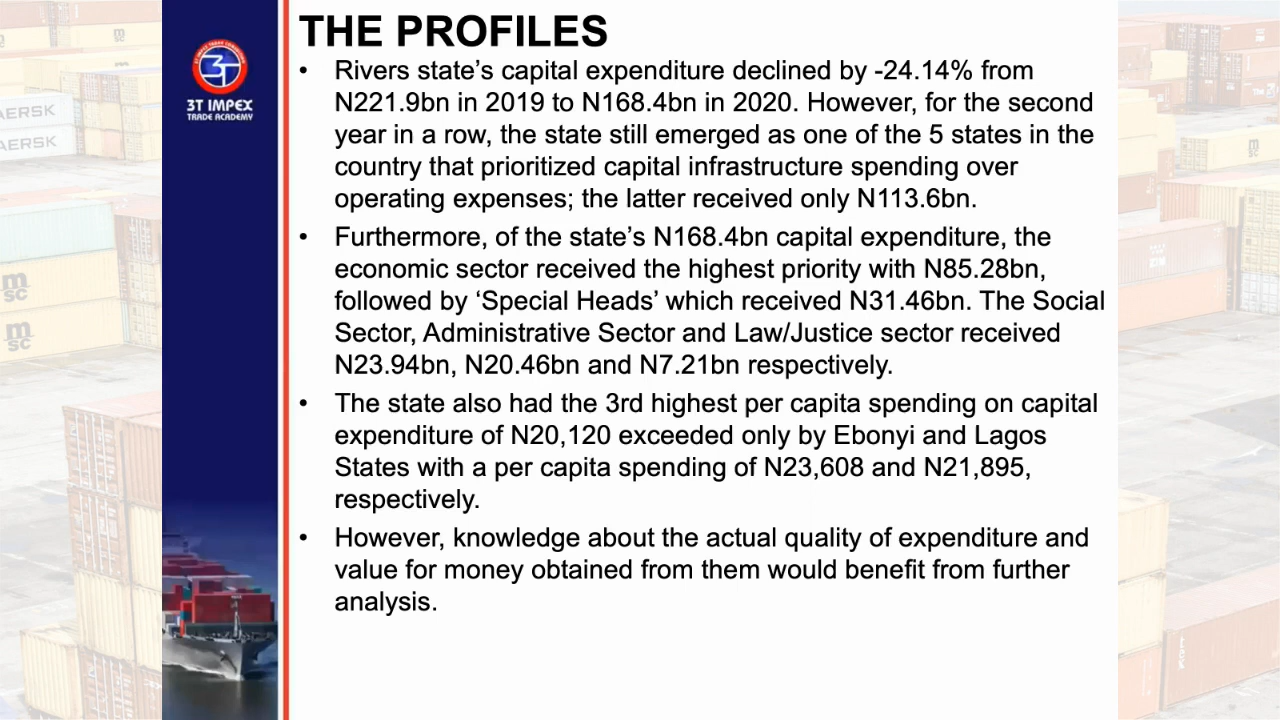 THE PROFILES
3T IMPEX
TRADE ACADEMY
• Rivers state’s capital expenditure declined by -24.14% from
N221.9bn in 2019 to N168.4bn in 2020. However, for the second
year in a row, the state still emerged as one of the 5 states in the
country that prioritized capital infrastructure spending over
operating expenses; the latter received only N113.6bn.
• Furthermore, of the state’s N168.4bn capital expenditure, the
economic sector received the highest priority with N85.28bn,
followed by ‘Special Heads’ which received N31.46bn. The Social
Sector, Administrative Sector and Law/Justice sector received
N23.94bn, N20.46bn and N7.21bn respectively.
• The state also had the 3rd highest per capita spending on capital
expenditure of N20,120 exceeded only by Ebonyi and Lagos
States with a per capita spending of N23,608 and N21,895,
respectively.
• However, knowledge about the actual quality of expenditure and
value for money obtained from them would benefit from further
analysis.
AERSK
AERSK
msc
msc